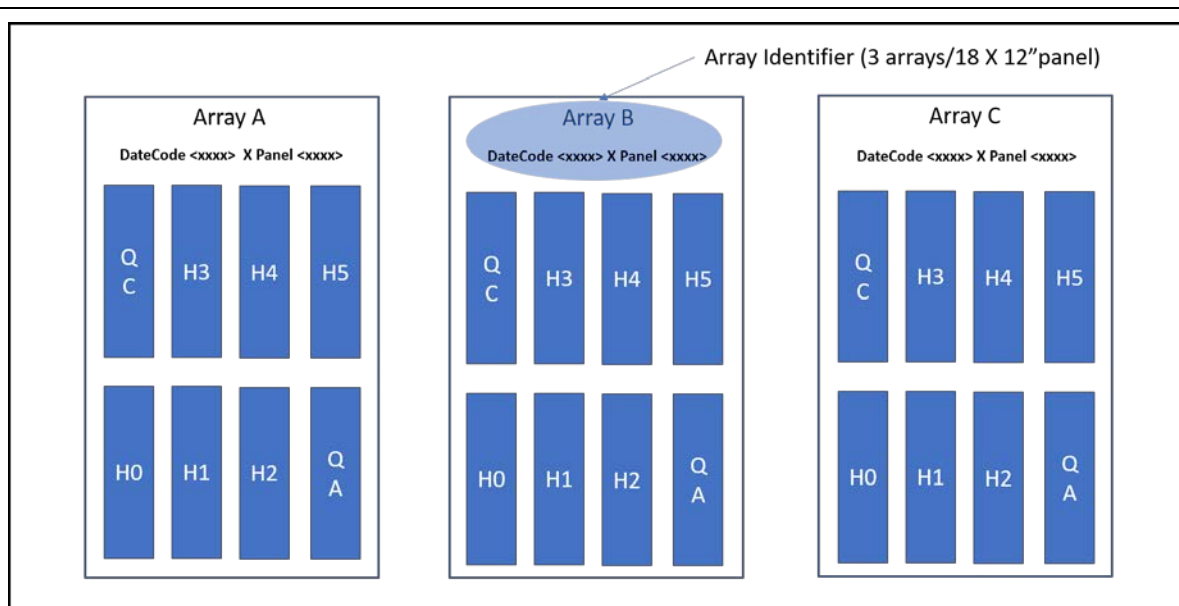 Array Identifier (3 arrays/18 X 12”panel)
Array A
DateCode <xxxx> X Panel <xxxx>
Q
C
H3
H4
H5
H0
H1
H2
Q
A
Array B
DateCode <xxxx> X Panel <xxxx>
Q
C
H3
H4
H5
H0
H1
H2
Q
A
Array C
DateCode <xxxx> X Panel <xxxx>
Q
C
H3
H4
H5
H0
H1
H2
Q
A